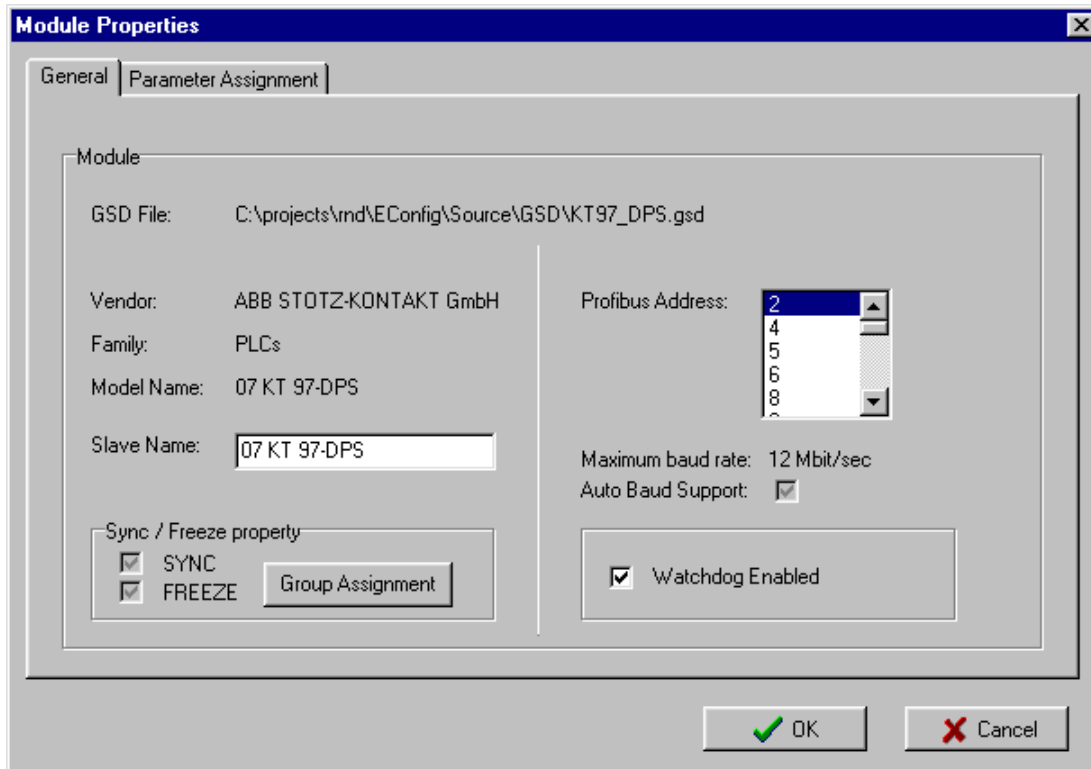 Module Properties
General
Parameter Assignment
Module
GSD File: C:\projects\rnd\EConfig\Source\GSD\KT97_DPS.gsd
Vendor: ABB STOTZ-KONTAKT GmbH
Family: PLCs
Model Name: 07 KT 97-DPS
Slave Name: 07 KT 97-DPS
Sync / Freeze property
SYNC
FREEZE
Group Assignment
Profibus Address:
2
4
5
6
8
Maximum baud rate: 12 Mbit/sec
Auto Baud Support:
Watchdog Enabled
OK
Cancel